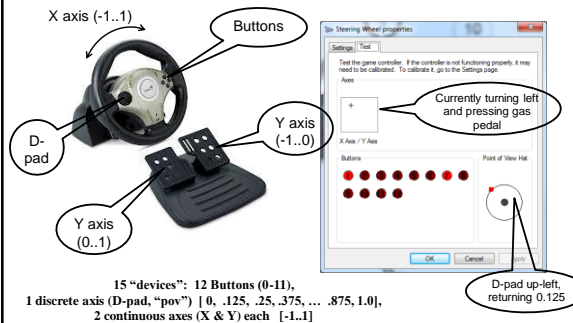 X axis (-1..1)
Buttons
D-
pad
Y axis
(-1..0)
Y axis
(0..1)
Steering Wheel properties
Settings Test
Test the game controller. If the controller is not functioning properly, it may
need to be calibrated. To calibrate it, go to the Settings page.
Axes
Currently turning left
and pressing gas
pedal
X Axis / Y Axis
Buttons
Point of View Hat
OK Cancel Apply
D-pad up-left,
returning 0.125
15 “devices”: 12 Buttons (0-11),
1 discrete axis (D-pad, “pov”) [ 0, .125, .25, .375, … .875, 1.0],
2 continuous axes (X & Y) each [-1..1]